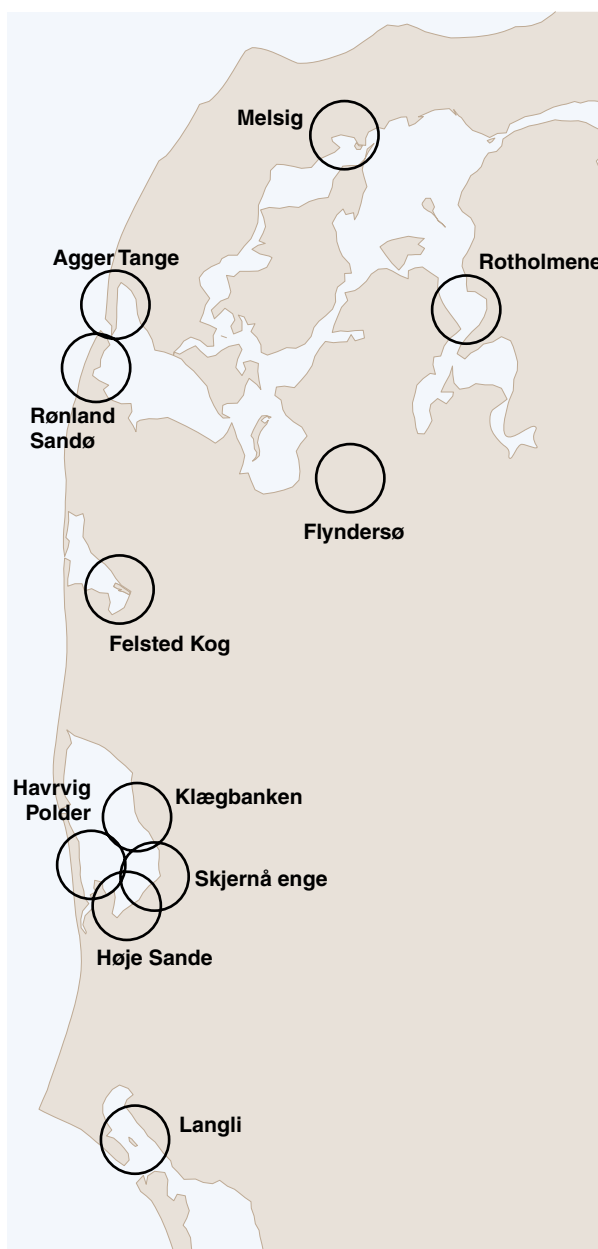 Melsig
Agger Tange
Rotholmene
Rønland
Sandø
Flyndersø
Felsted Kog
Havrvig
Polder
Klægbanken
Skjernå enge
Høje Sande
Langli